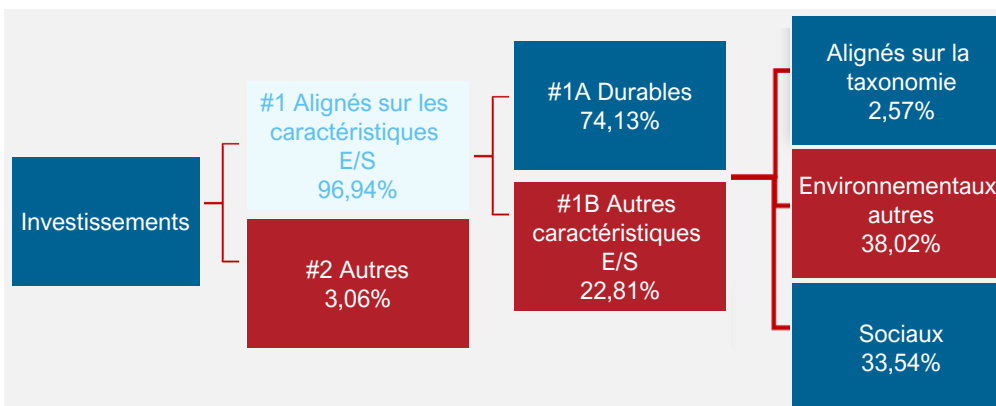 Investissements
#1 Alignés sur les
caractéristiques
E/S
96,94%
#2 Autres
3,06%
#1A Durables
74,13%
#1B Autres
caractéristiques
E/S
22,81%
Alignés sur la
taxonomie
2,57%
Environnementaux
autres
38,02%
Sociaux
33,54%